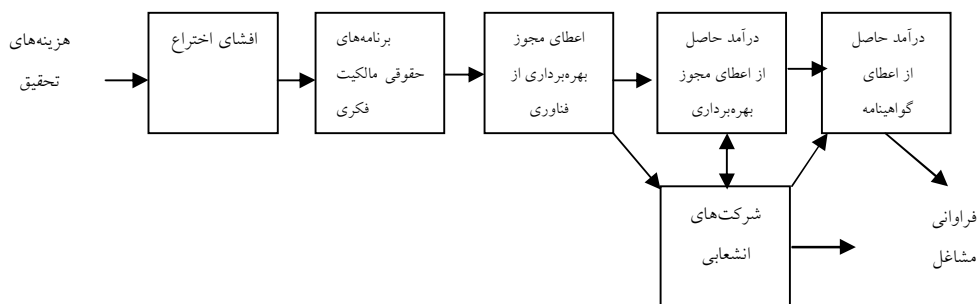 هزینه‌های
تحقیق
افشای اختراع
برنامه‌های
حقوقی مالکیت
فکری
اعطای مجوز
بهره‌برداری از
فناوری
درآمد حاصل
از اعطای مجوز
بهره‌برداری
درآمد حاصل
از اعطای
گواهینامه
شرکت‌های
انشعابی
فراوانی
مشاغل